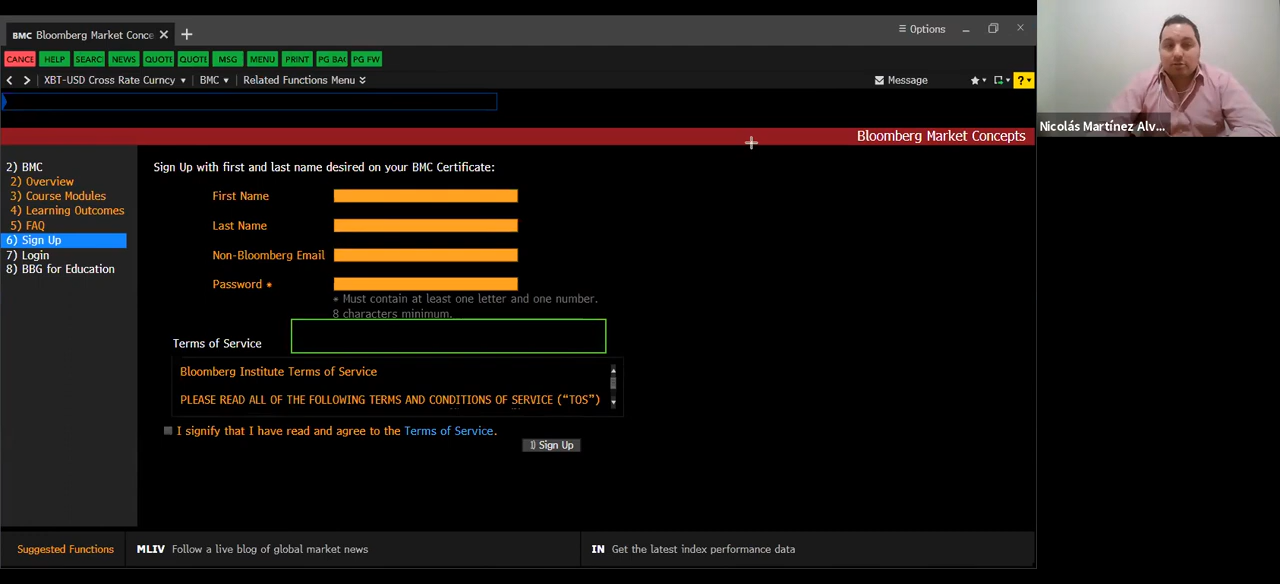 BMC Bloomberg Market Conce
Options
CANCE HELP SEARC NEWS QUOTE QUOTE MSG MENU PRINT PG BAC PG FW
XBT-USD Cross Rate Curncy BMC Related Functions Menu Message ?
Bloomberg Market Concepts
Nicolás Martínez Alv...
2) BMC
2) Overview
3) Course Modules
4) Learning Outcomes
5) FAQ
6) Sign Up
7) Login
8) BBG for Education
Sign Up with first and last name desired on your BMC Certificate:
First Name
Last Name
Non-Bloomberg Email
Password *
* Must contain at least one letter and one number.
8 characters minimum.
Terms of Service
Bloomberg Institute Terms of Service
PLEASE READ ALL OF THE FOLLOWING TERMS AND CONDITIONS OF SERVICE (“TOS”)
I signify that I have read and agree to the Terms of Service.
1) Sign Up
Suggested Functions MLIV Follow a live blog of global market news IN Get the latest index performance data